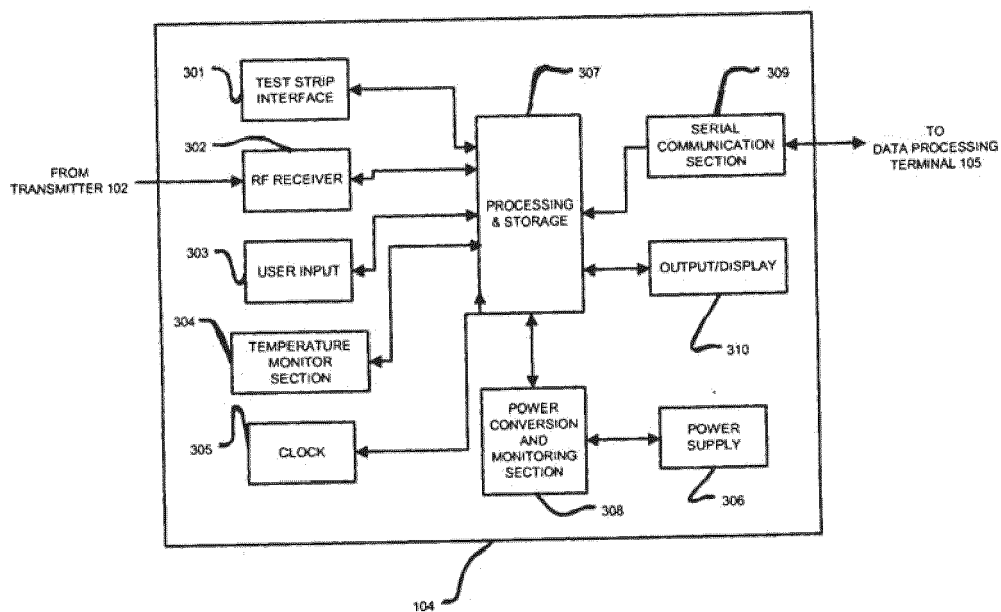 301
TEST STRIP
INTERFACE
307
309
SERIAL
COMMUNICATION
SECTION
TO
DATA PROCESSING
TERMINAL 105
302
FROM
TRANSMITTER 102
RF RECEIVER
PROCESSING
& STORAGE
303
USER INPUT
OUTPUT/DISPLAY
304
TEMPERATURE
MONITOR
SECTION
310
305
CLOCK
POWER
CONVERSION
AND
MONITORING
SECTION
POWER
SUPPLY
308
306
104